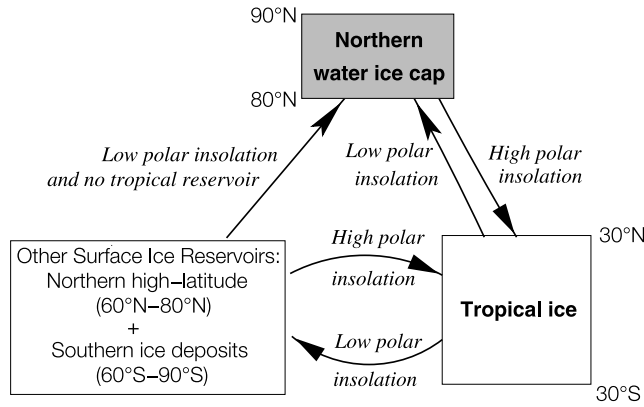 90°N
Northern
water ice cap
80°N
Low polar insolation
and no tropical reservoir
Low polar
insolation
High polar
insolation
Other Surface Ice Reservoirs:
Northern high–latitude
(60°N–80°N)
+
Southern ice deposits
(60°S–90°S)
High polar
insolation
Low polar
insolation
30°N
Tropical ice
30°S